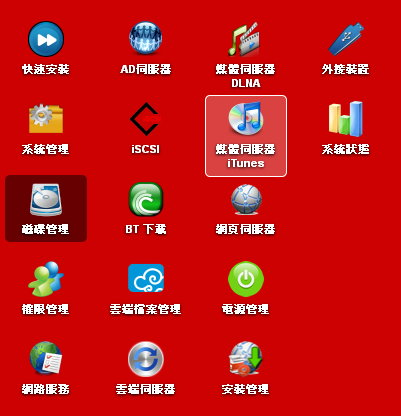 快速安裝
AD伺服器
媒體伺服器
DLNA
外接裝置
系統管理
iSCSI
媒體伺服器
iTunes
系統狀態
磁碟管理
BT 下載
網頁伺服器
權限管理
雲端檔案管理
電源管理
網路服務
雲端伺服器
安裝管理